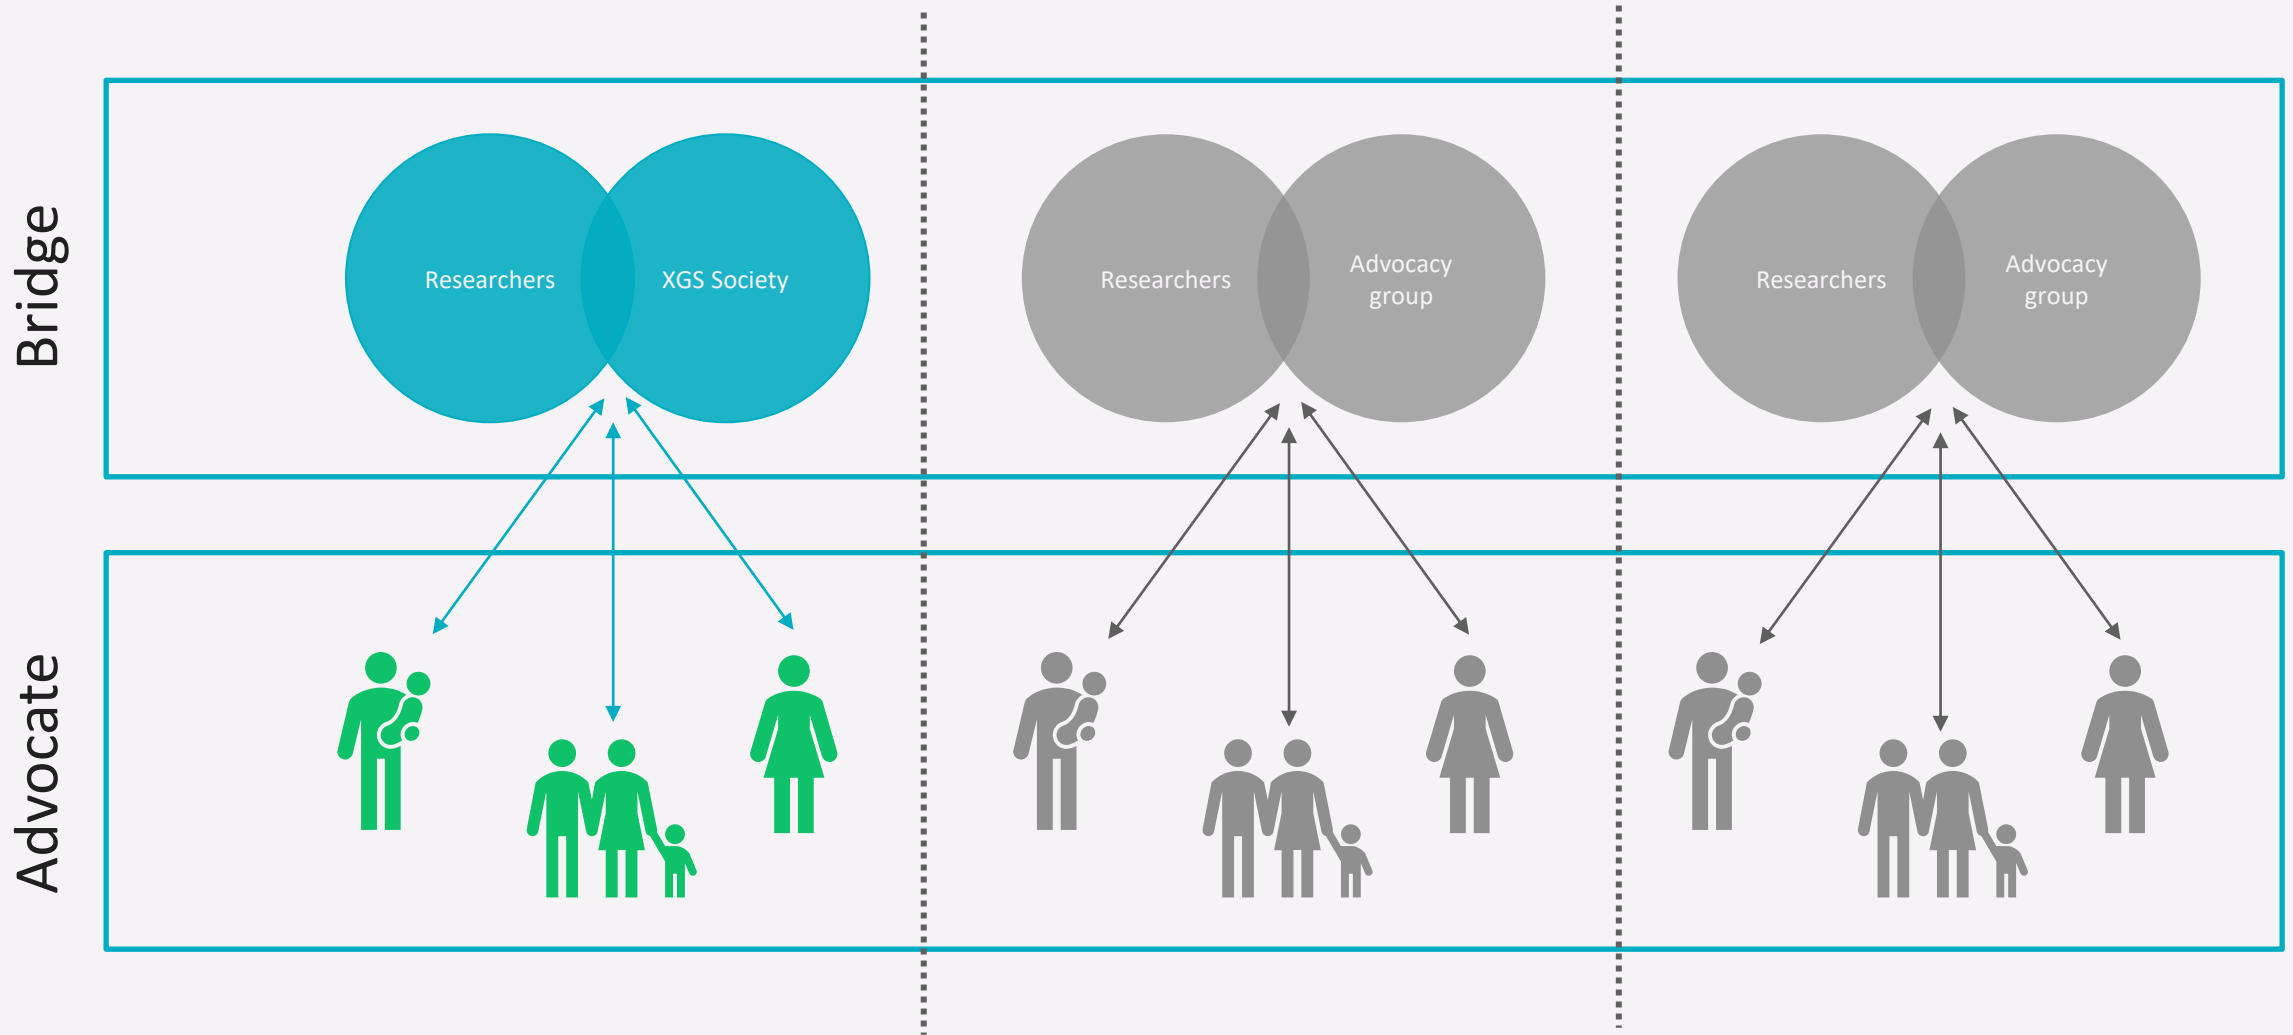 Bridge
Researchers
XGS Society
Researchers
Advocacy
group
Researchers
Advocacy
group
Advocate